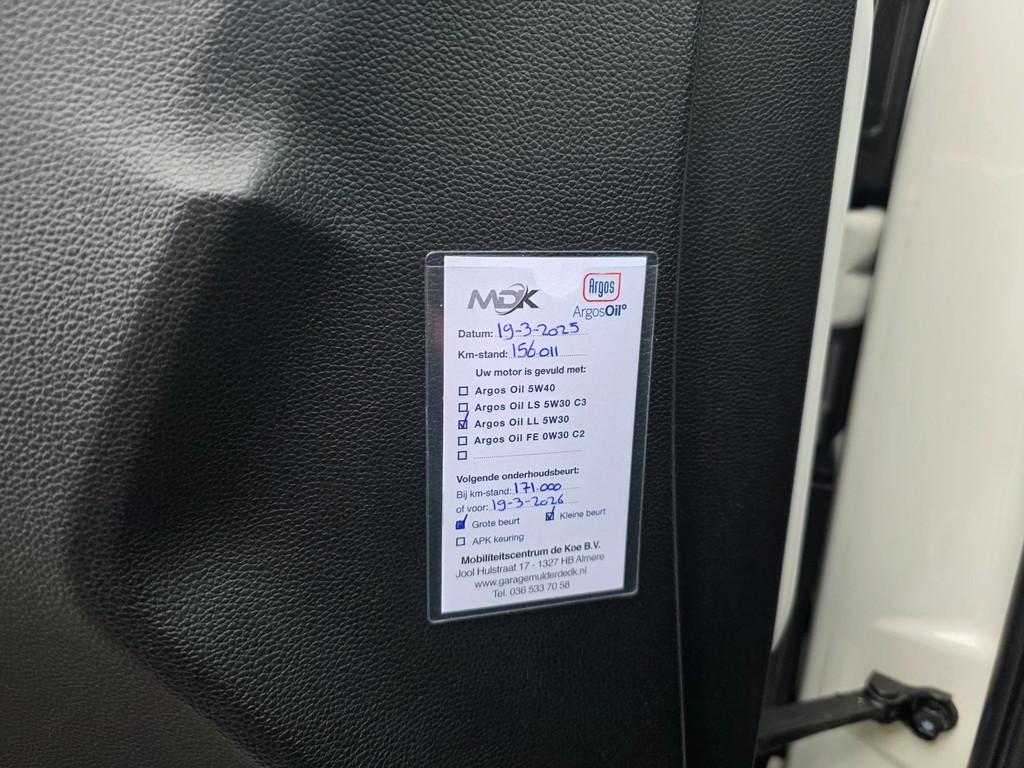 MDK
Argos
ArgosOil°
Datum: 19-3-2025
Km-stand: 156.011
Uw motor is gevuld met:
Argos Oil 5W40
Argos Oil LS 5W30 C3
Argos Oil LL 5W30
Argos Oil FE 0W30 C2
Volgende onderhoudsbeurt:
Bij km-stand: 171.000
of voor: 19-3-2026
Grote beurt Kleine beurt
APK keuring
Mobiliteitscentrum de Koe B.V.
Jool Hulstraat 17 - 1327 HB Almere
www.garagemulderdedk.nl
Tel. 036 533 70 58